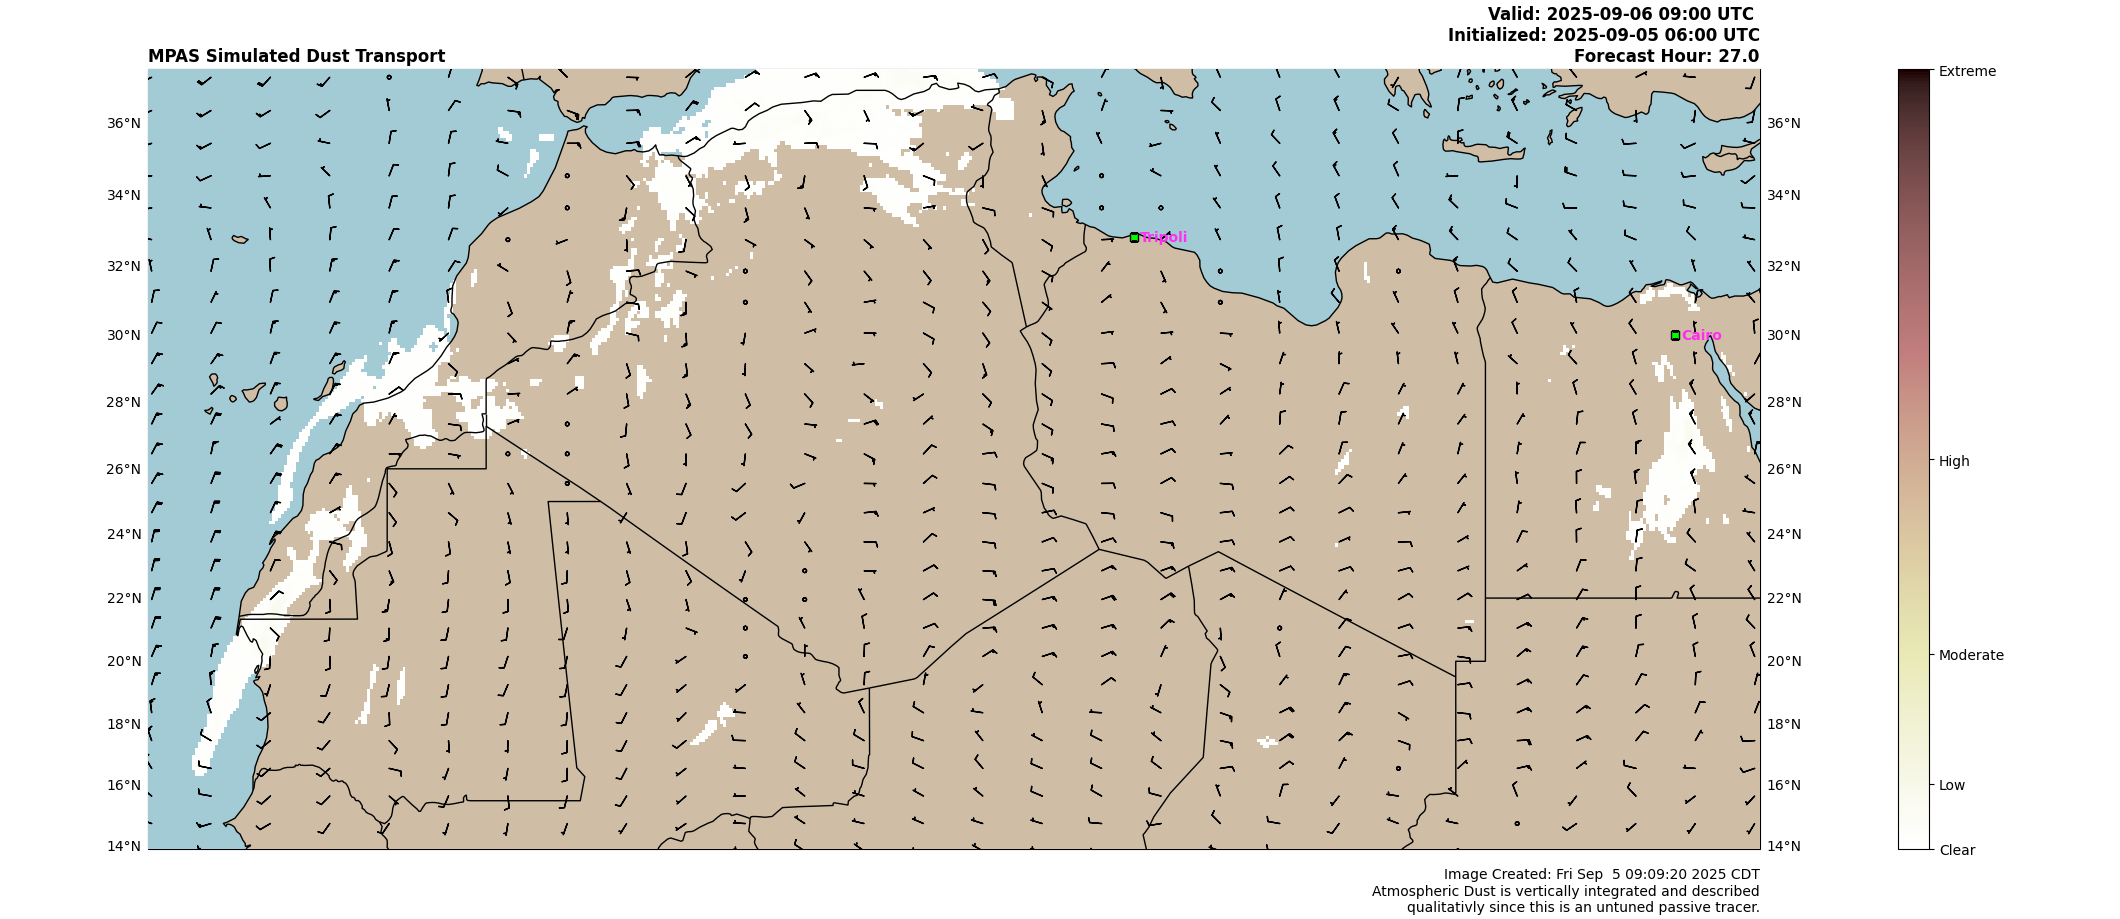 Valid: 2025-09-06 09:00 UTC
Initialized: 2025-09-05 06:00 UTC
MPAS Simulated Dust Transport
Forecast Hour: 27.0
Extreme
36°N
36°N
34°N
34°N
Tripoli
32°N
32°N
30°N
Cairo
30°N
28°N
28°N
26°N
26°N
High
24°N
24°N
22°N
22°N
20°N
20°N
Moderate
18°N
18°N
16°N
16°N
Low
14°N
14°N
Clear
Image Created: Fri Sep  5 09:09:20 2025 CDT
Atmospheric Dust is vertically integrated and described
qualitativly since this is an untuned passive tracer.